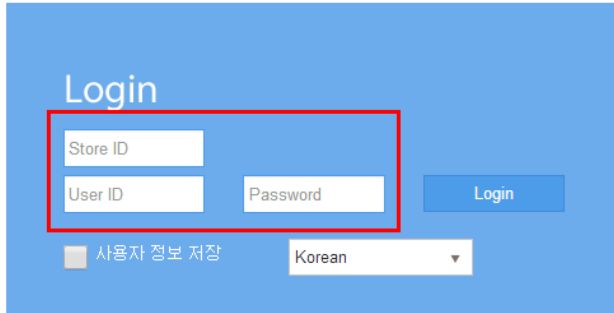 Login
Store ID
User ID Password Login
사용자 정보 저장 Korean